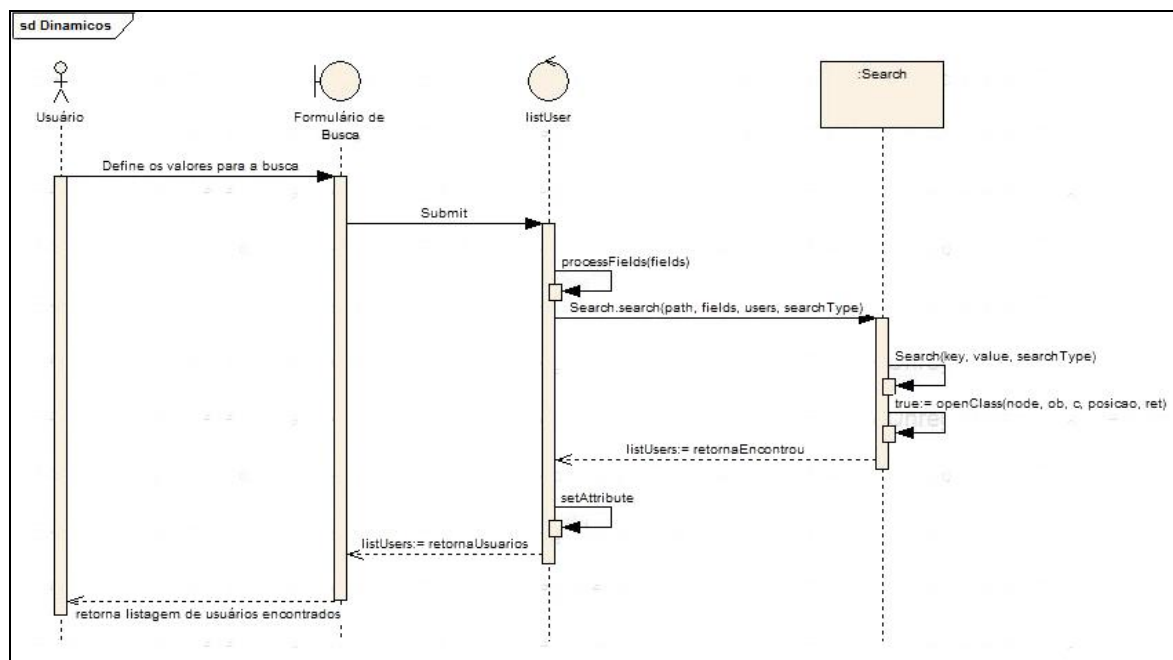 sd Dinamicos
:Search
Usuário
Formulário de
Busca
listUser
Define os valores para a busca
Submit
processFields(fields)
Search.search(path, fields, users, searchType)
Search(key, value, searchType)
true:= openClass(node, ob, c, posicao, ret)
listUsers:= retornaEncontrou
setAttribute
listUsers:= retornaUsuarios
retorna listagem de usuários encontrados